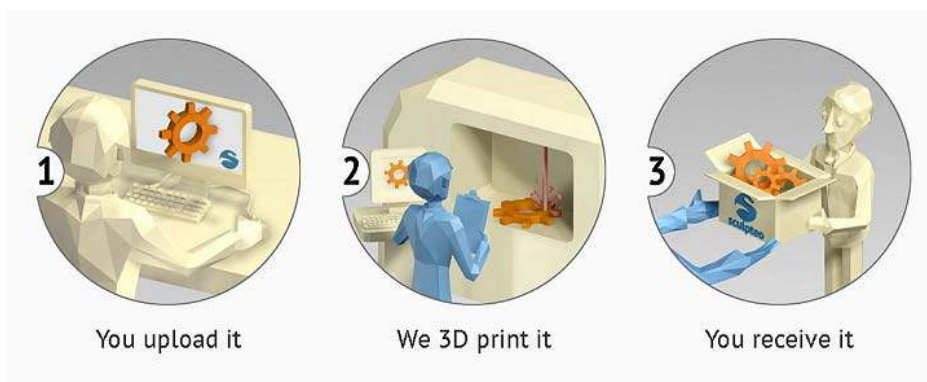 1
2
3
sculpteo
You upload it
We 3D print it
You receive it